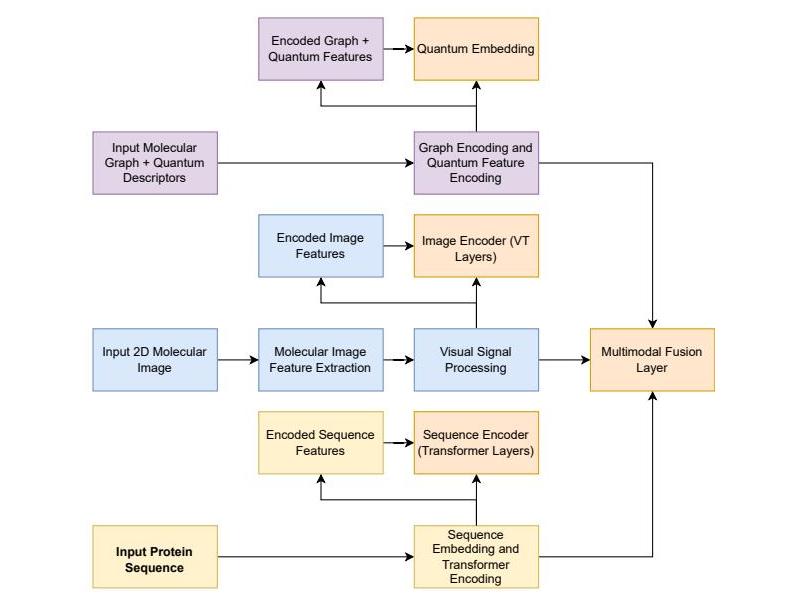 Encoded Graph +
Quantum Features
Quantum Embedding
Input Molecular
Graph + Quantum
Descriptors
Graph Encoding and
Quantum Feature
Encoding
Encoded Image
Features
Image Encoder (VT
Layers)
Input 2D Molecular
Image
Molecular Image
Feature Extraction
Visual Signal
Processing
Multimodal Fusion
Layer
Encoded Sequence
Features
Sequence Encoder
(Transformer Layers)
Input Protein
Sequence
Sequence
Embedding and
Transformer
Encoding